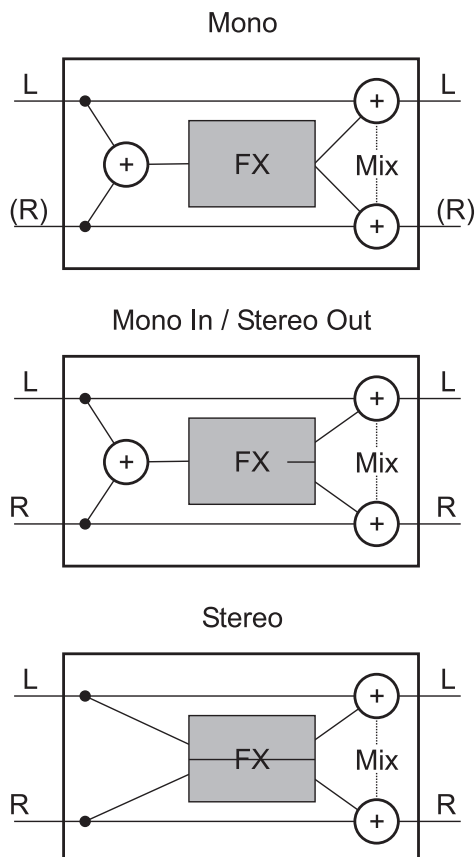 Mono
L L
+
FX Mix
+
(R) (R)
+
Mono In / Stereo Out
L L
+
+
FX Mix
R R
+
Stereo
L L
+
FX Mix
R R
+